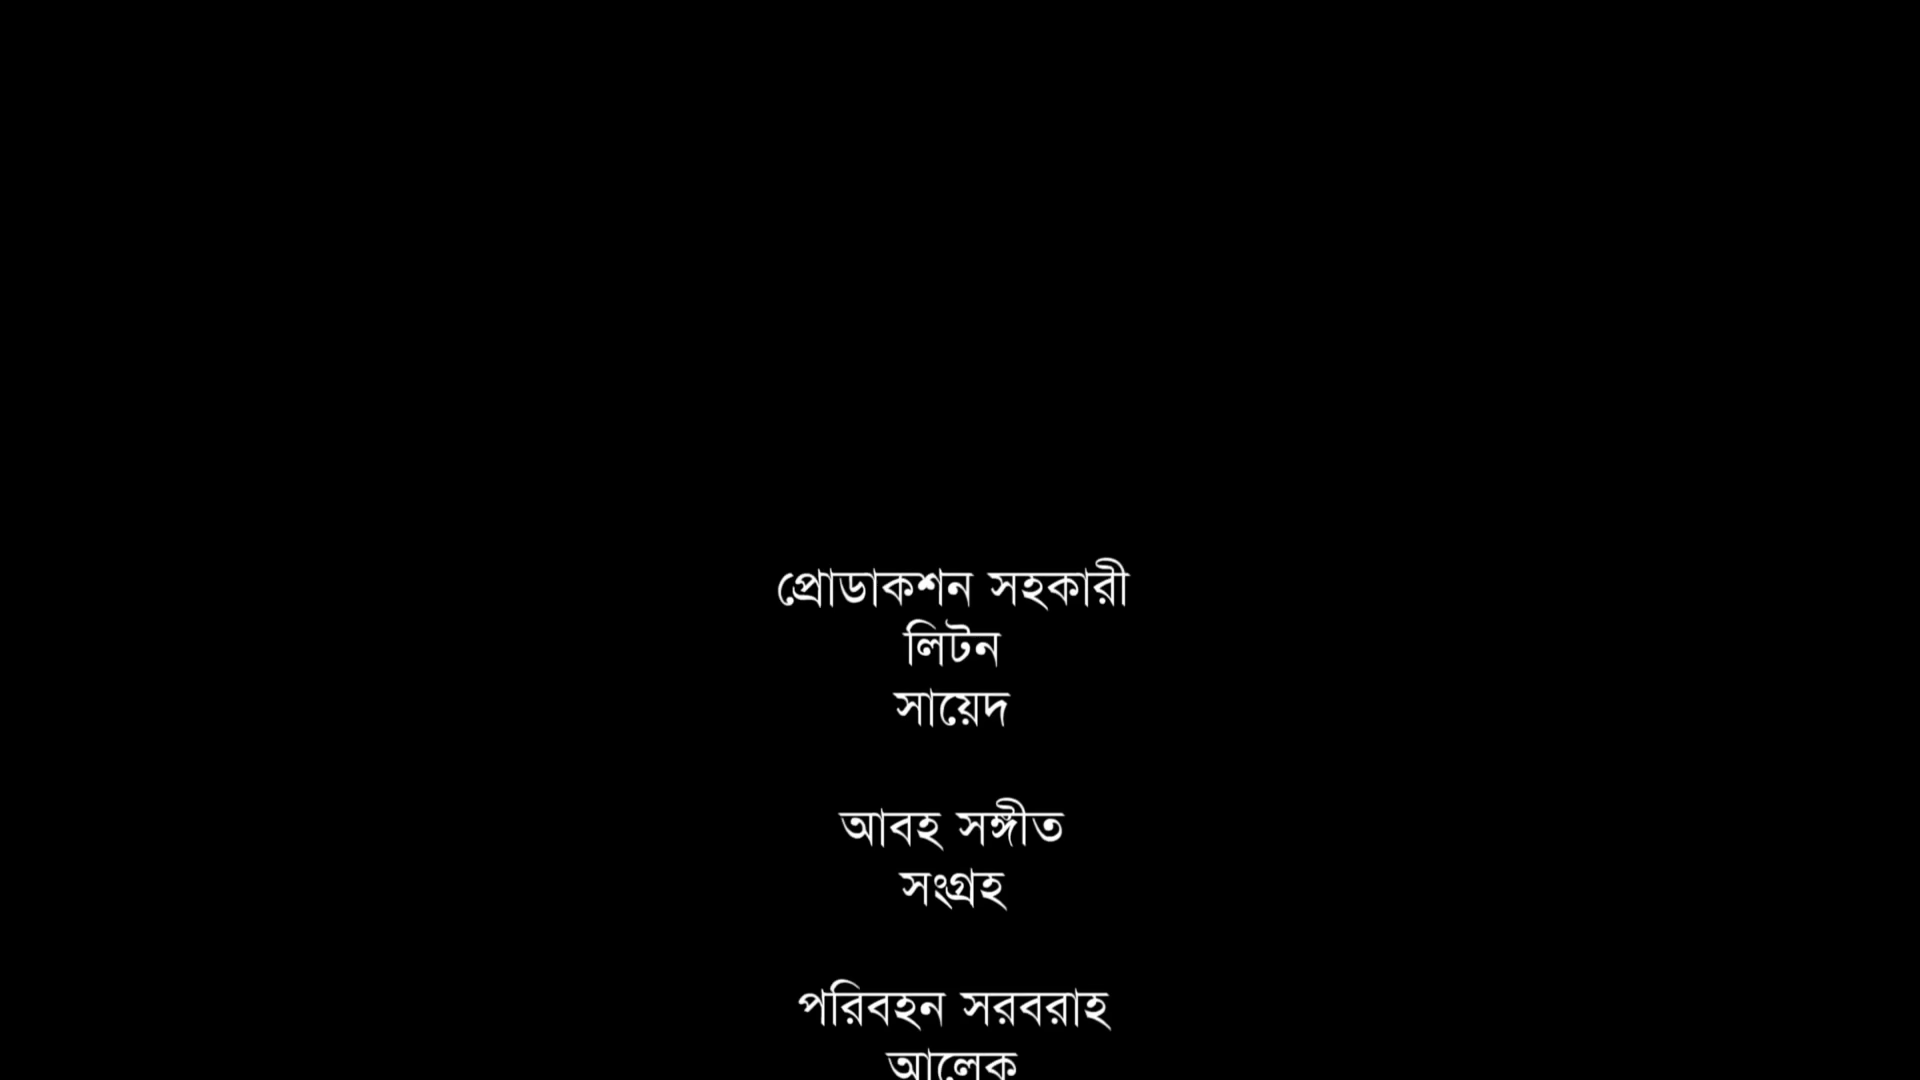 প্রোডাকশন সহকারী
লিটন
সায়েদ
আবহ সঙ্গীত
সংগ্রহ
পরিবহন সরবরাহ
আলেক